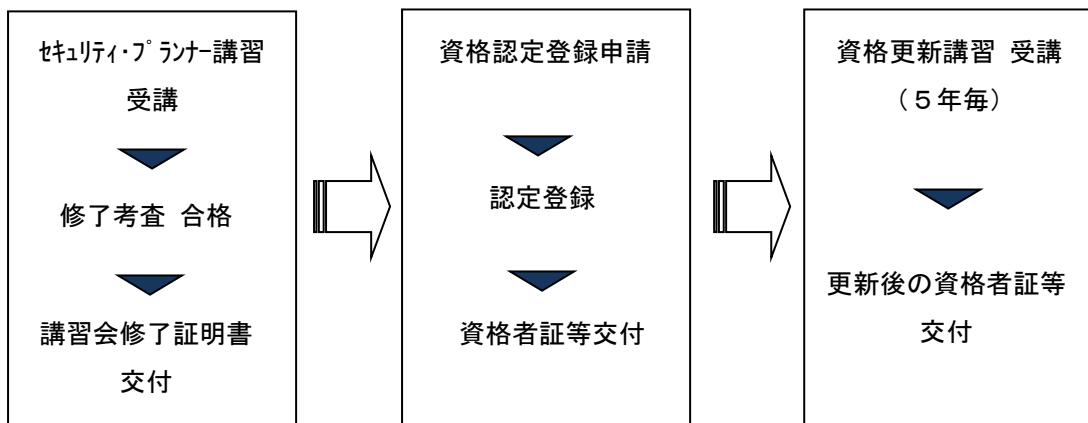 ｾｷｭﾘﾃｨ・ﾌﾟﾗﾝﾅｰ講習
受講
修了考査 合格
講習会修了証明書
交付
資格認定登録申請
認定登録
資格者証等交付
資格更新講習 受講
（５年毎）
更新後の資格者証等
交付